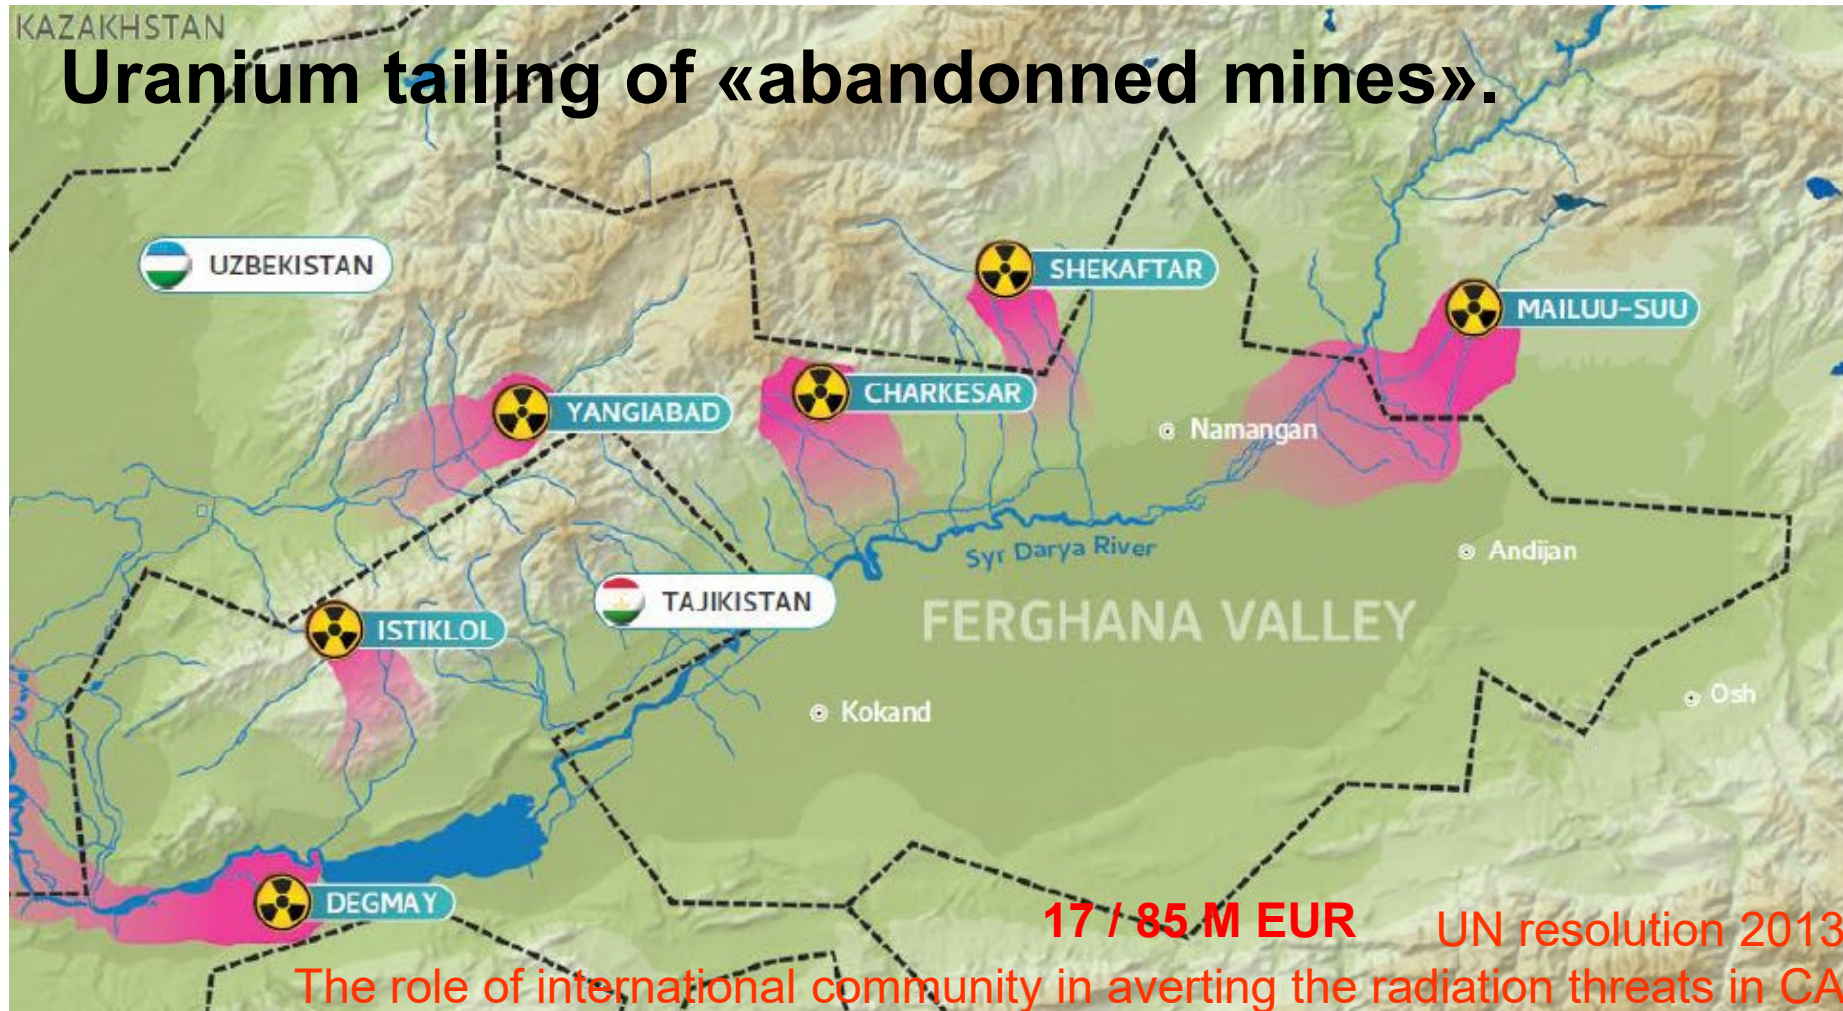 KAZAKHSTAN
Uranium tailing of «abandonned mines».
UZBEKISTAN
SHEKAFTAR
MAILUU-SUU
YANGIABAD
CHARKESAR
Namangan
Syr Darya River
Andijan
ISTIKLOL
TAJIKISTAN
FERGHANA VALLEY
Kokand
Osh
DEGMAY
17 / 85 M EUR
UN resolution 2013
The role of international community in averting the radiation threats in CA